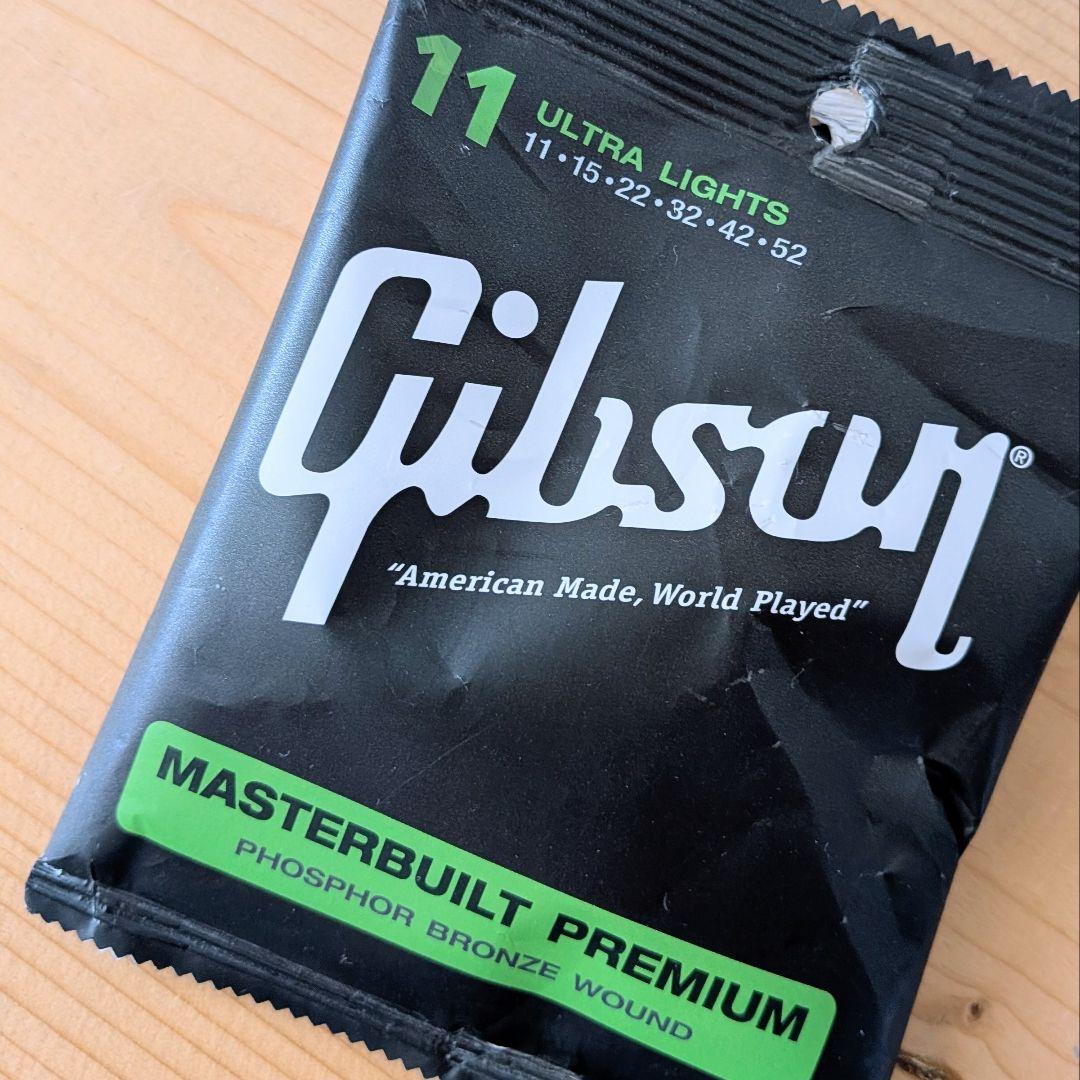 11
ULTRA LIGHTS
11•15•22•32•42•52
Gibson®
“American Made, World Played”
MASTERBUILT PREMIUM
PHOSPHOR BRONZE WOUND